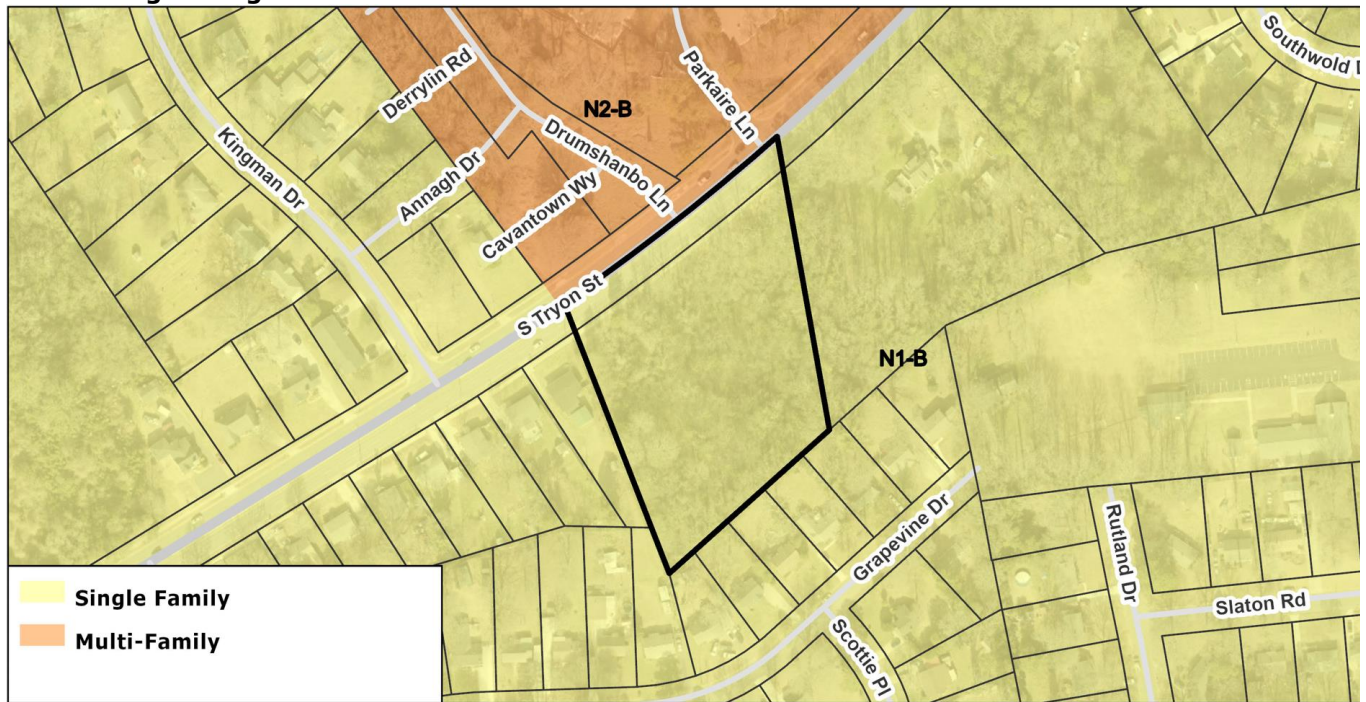 Southwold D
Derrylin Rd
Parkaire Ln
N2-B
Drumshanbo Ln
Kingman Dr
Annagh Dr
Cavantown Wy
S Tryon St
N1-B
Grapevine Dr
Rutland Dr
Slaton Rd
Scottie Pl
Single Family
Multi-Family